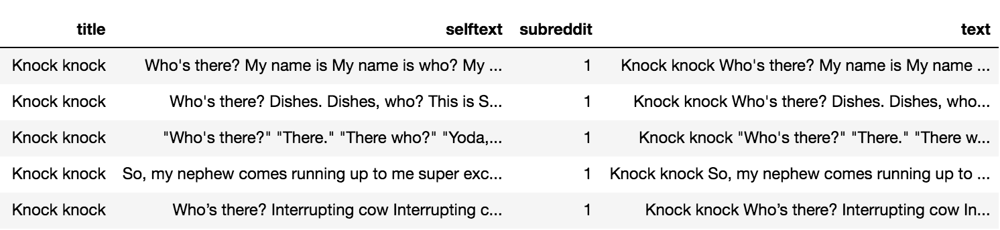 title selftext subreddit text
Knock knock Who's there? My name is My name is who? My ... 1 Knock knock Who's there? My name is My name ...
Knock knock Who's there? Dishes. Dishes, who? This is S... 1 Knock knock Who's there? Dishes. Dishes, who...
Knock knock "Who's there?" "There." "There who?" "Yoda,... 1 Knock knock "Who's there?" "There." "There w...
Knock knock So, my nephew comes running up to me super exc... 1 Knock knock So, my nephew comes running up to ...
Knock knock Who’s there? Interrupting cow Interrupting c... 1 Knock knock Who’s there? Interrupting cow In...